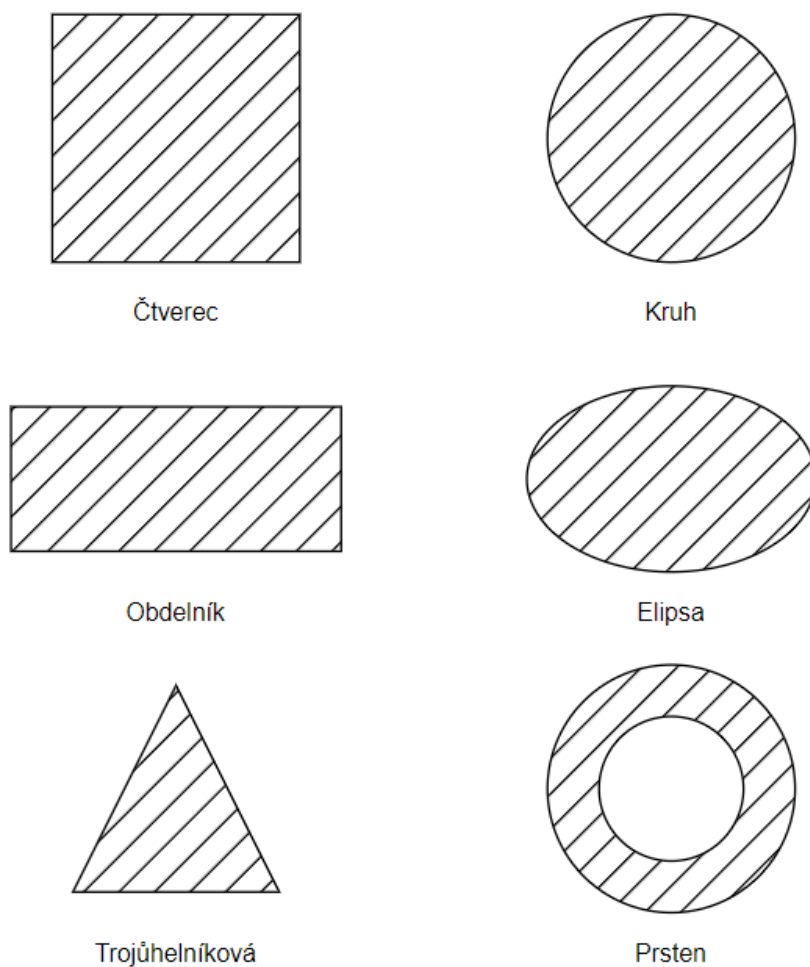 Čtverec
Kruh
Obdelník
Elipsa
Trojůhelníková
Prsten